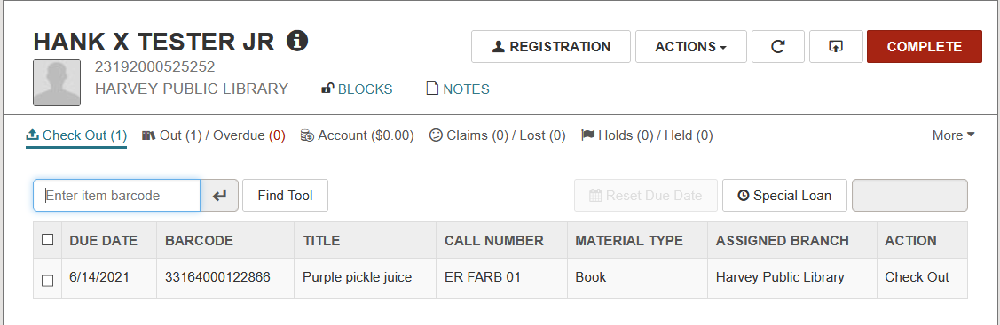 HANK X TESTER JR
REGISTRATION ACTIONS COMPLETE
23192000525252
HARVEY PUBLIC LIBRARY BLOCKS NOTES
Check Out (1) Out (1) / Overdue (0) Account ($0.00) Claims (0) / Lost (0) Holds (0) / Held (0) More
Enter item barcode Find Tool Reset Due Date Special Loan
DUE DATE BARCODE TITLE CALL NUMBER MATERIAL TYPE ASSIGNED BRANCH ACTION
6/14/2021 33164000122866 Purple pickle juice ER FARB 01 Book Harvey Public Library Check Out